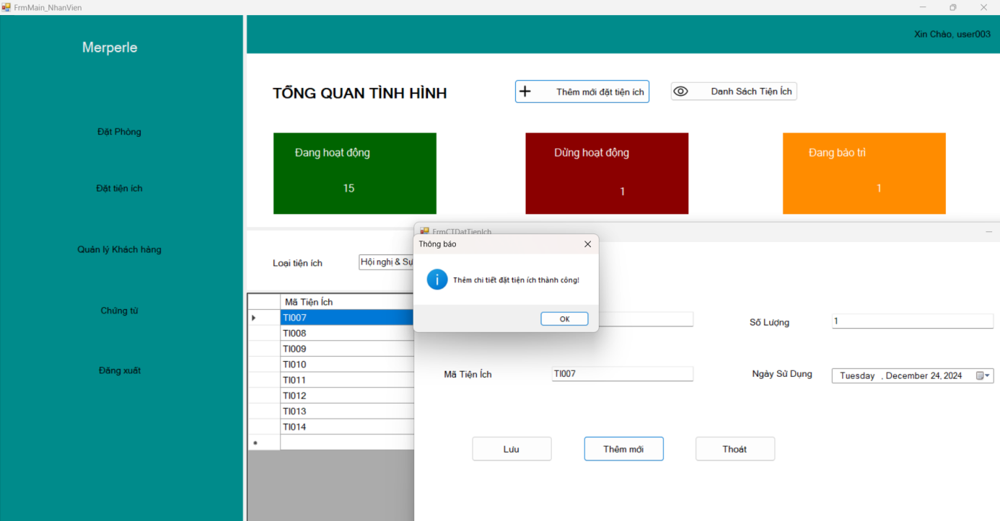 FrmMain_NhanVien
Merperle
Xin Chào, user003
Đặt Phòng
Đặt tiện ích
Quản lý Khách hàng
Chứng từ
Đăng xuất
TỔNG QUAN TÌNH HÌNH
Thêm mới đặt tiện ích
Danh Sách Tiện Ích
Đang hoạt động
15
Dừng hoạt động
1
Đang bảo trì
1
Loại tiện ích
Hội nghị & Sự
Mã Tiện Ích
TI007
TI008
TI009
TI010
TI011
TI012
TI013
TI014
FrmCTDatTienIch
Thông báo
Thêm chi tiết đặt tiện ích thành công!
OK
Số Lượng
1
Mã Tiện Ích
TI007
Ngày Sử Dụng
Tuesday , December 24, 2024
Lưu
Thêm mới
Thoát